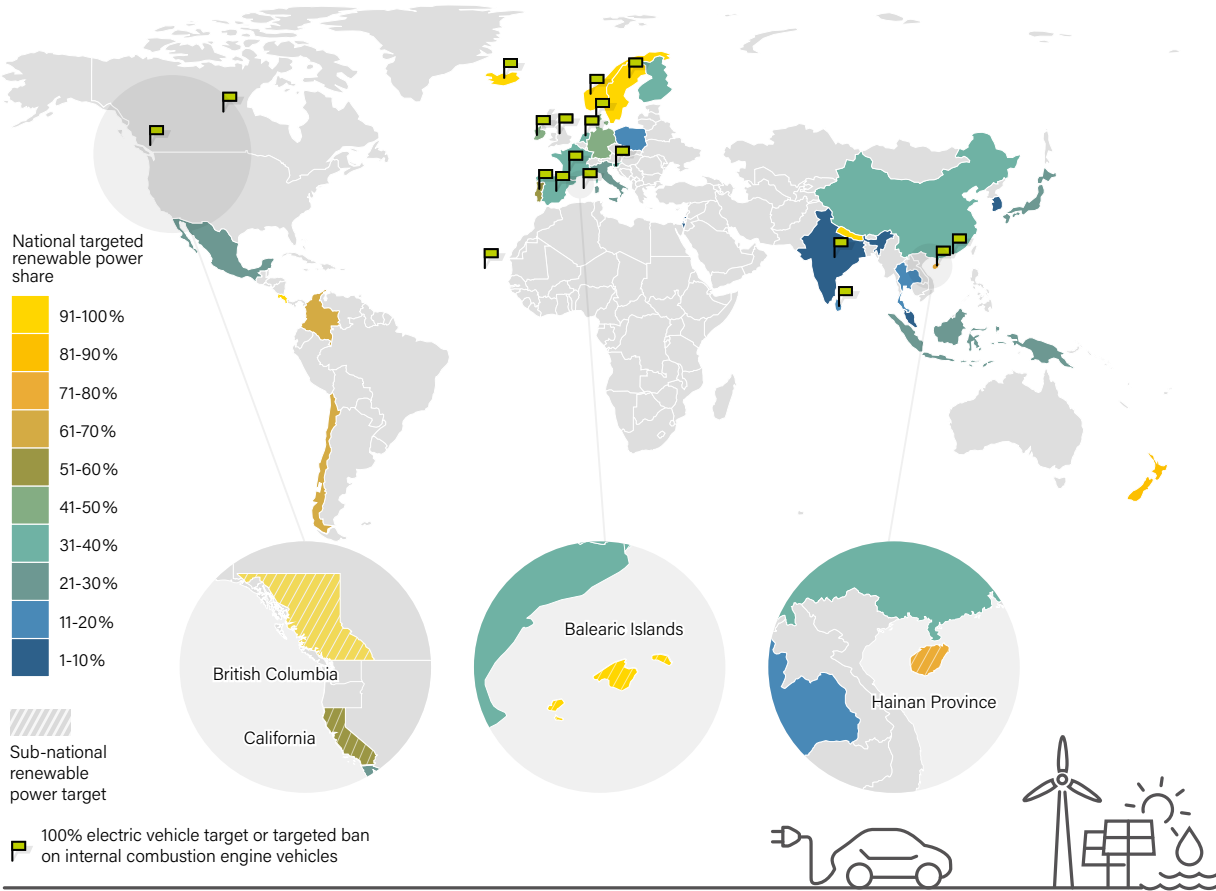 National targeted
renewable power
share
91-100%
81-90%
71-80%
61-70%
51-60%
41-50%
31-40%
21-30%
11-20%
1-10%
Sub-national
renewable
power target
100% electric vehicle target or targeted ban
on internal combustion engine vehicles
British Columbia
California
Balearic Islands
Hainan Province